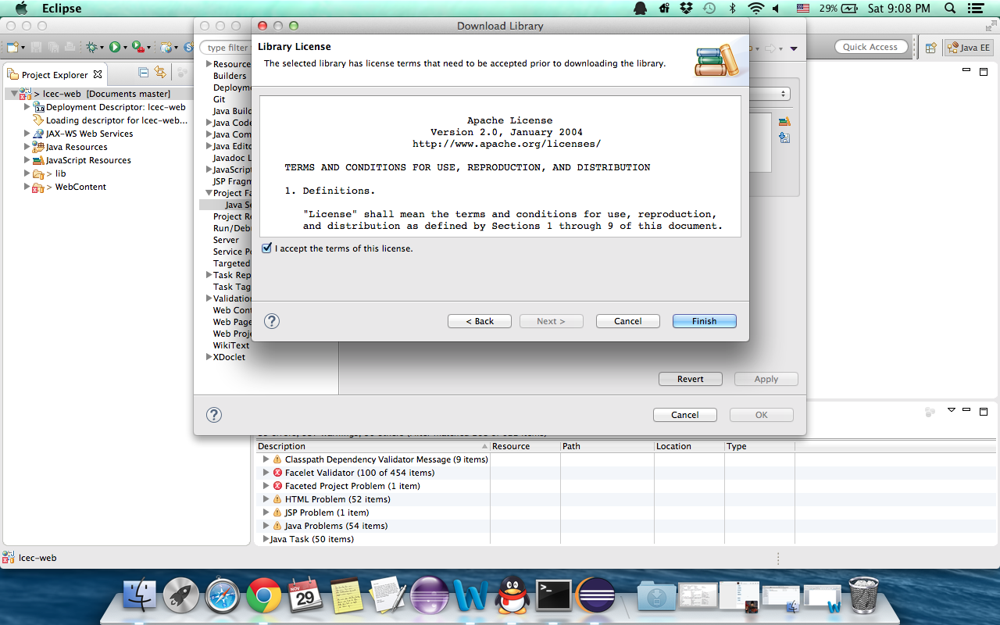 Eclipse
29%
Sat 9:08 PM
Quick Access
Java EE
Project Explorer
> lcec-web [Documents master]
Deployment Descriptor: lcec-web
Loading descriptor for lcec-web...
JAX-WS Web Services
Java Resources
JavaScript Resources
> lib
> WebContent
type filter
Resource
Builders
Deployme
Git
Java Build
Java Code
Java Com
Java Edito
Javadoc L
JavaScript
JSP Fragm
Project Fa
Java Se
Project Re
Run/Deb
Server
Service Po
Targeted
Task Rep
Task Tag
Validation
Web Cont
Web Page
Web Proje
WikiText
XDoclet
Download Library
Library License
The selected library has license terms that need to be accepted prior to downloading the library.
Apache License
Version 2.0, January 2004
http://www.apache.org/licenses/
TERMS AND CONDITIONS FOR USE, REPRODUCTION, AND DISTRIBUTION
1. Definitions.
"License" shall mean the terms and conditions for use, reproduction,
and distribution as defined by Sections 1 through 9 of this document.
I accept the terms of this license.
? < Back Next > Cancel Finish
Revert Apply
? Cancel OK
Description Resource Path Location Type
Classpath Dependency Validator Message (9 items)
Facelet Validator (100 of 454 items)
Faceted Project Problem (1 item)
HTML Problem (52 items)
JSP Problem (1 item)
Java Problems (54 items)
Java Task (50 items)
lcec-web
NOV
29